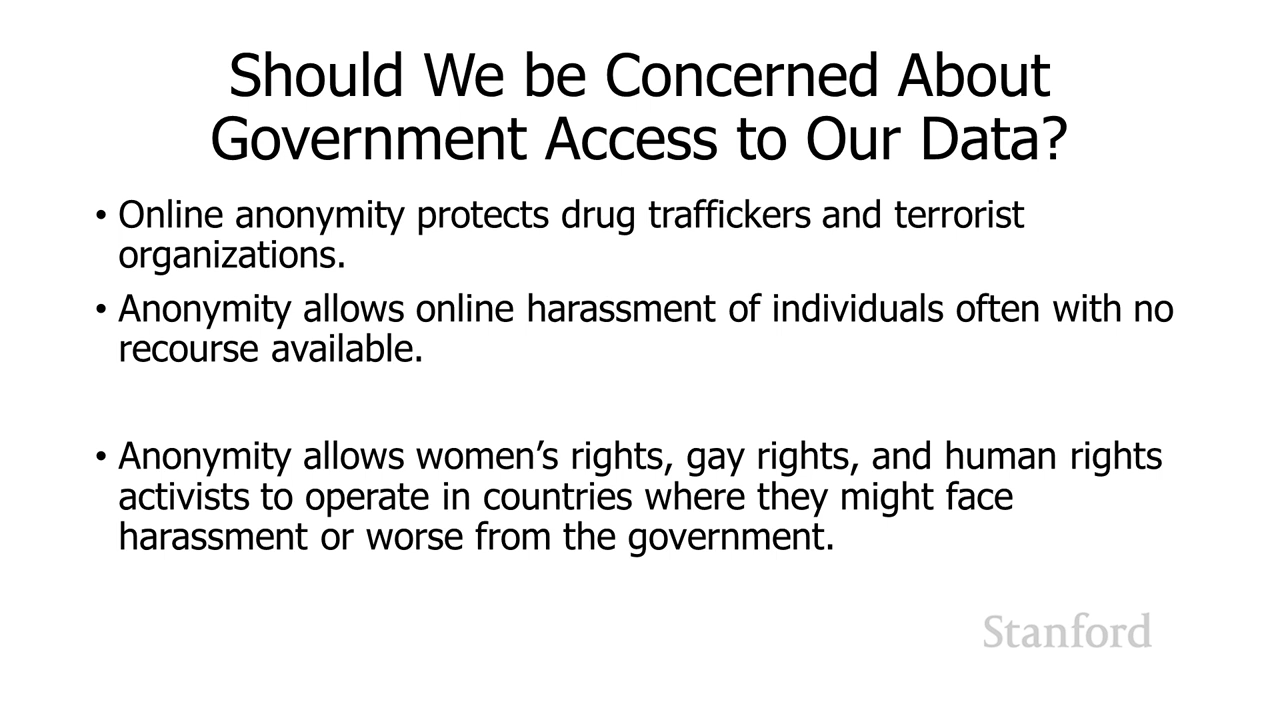 Should We be Concerned About
Government Access to Our Data?
• Online anonymity protects drug traffickers and terrorist
organizations.
• Anonymity allows online harassment of individuals often with no
recourse available.
• Anonymity allows women’s rights, gay rights, and human rights
activists to operate in countries where they might face
harassment or worse from the government.
Stanford